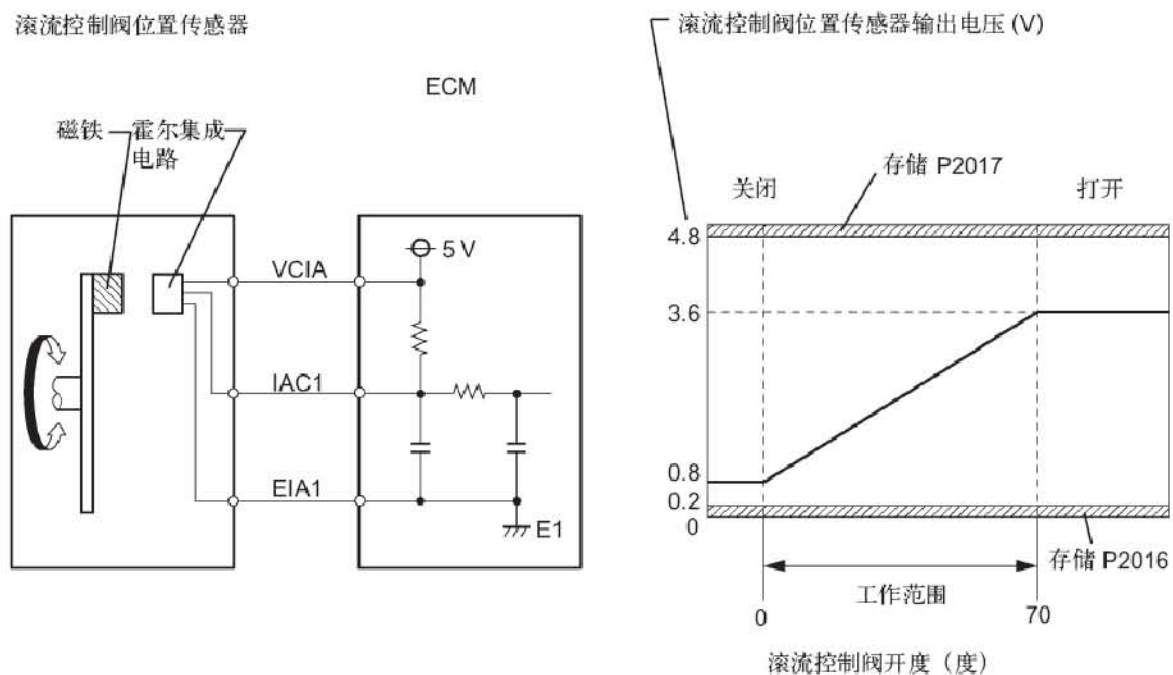 滚流控制阀位置传感器
ECM
磁铁
霍尔集成
电路
VCIA
IAC1
EIA1
5 V
E1
滚流控制阀位置传感器输出电压 (V)
存储 P2017
关闭
打开
4.8
3.6
0.8
0.2
0
存储 P2016
工作范围
0
70
滚流控制阀开度（度）